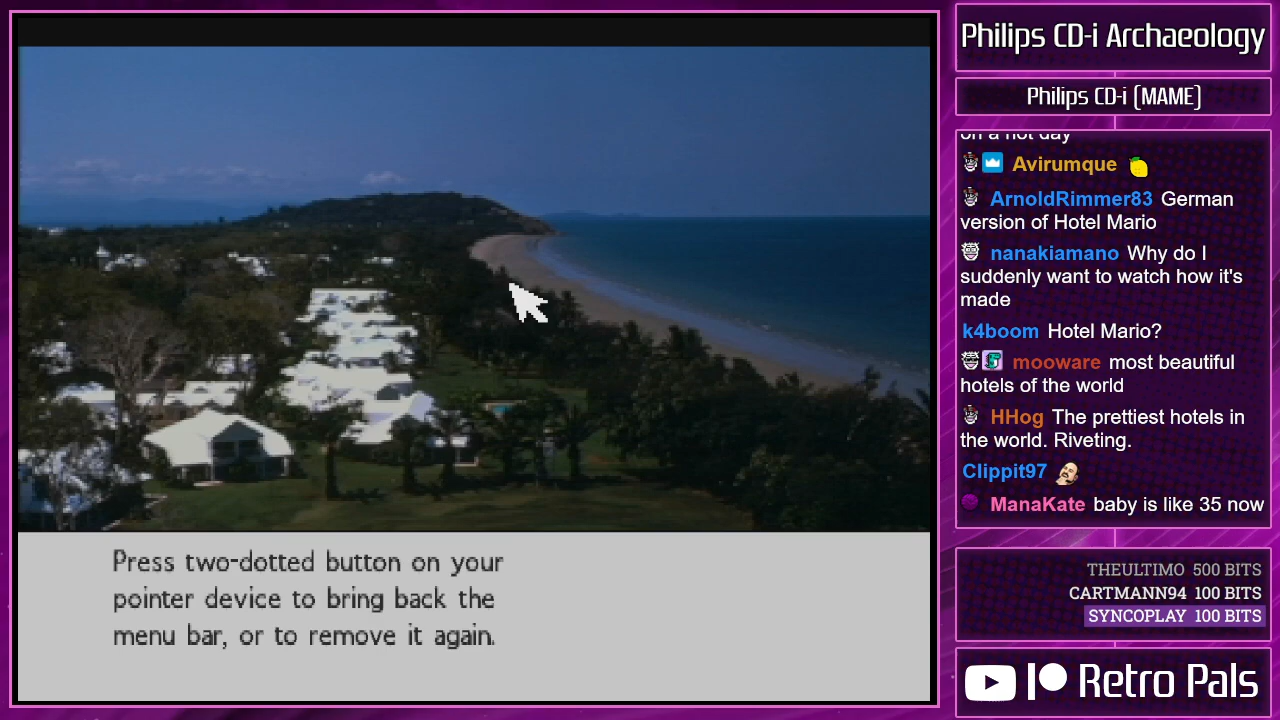 Philips CD-i Archaeology
Philips CD-i [MAME]
on a hot day
Avirumque
ArnoldRimmer83 German
version of Hotel Mario
nanakiamano Why do I
suddenly want to watch how it's
made
k4boom Hotel Mario?
mooware most beautiful
hotels of the world
HHog The prettiest hotels in
the world. Riveting.
Clippit97
ManaKate baby is like 35 now
THEULTIMO 500 BITS
CARTMANN94 100 BITS
SYNCOPLAY 100 BITS
Retro Pals
Press two-dotted button on your
pointer device to bring back the
menu bar, or to remove it again.